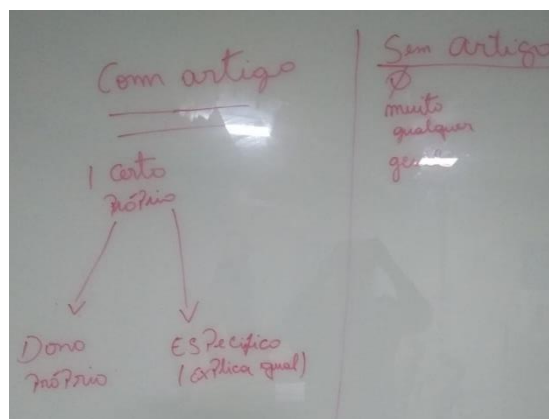 Com artigo
1 Certo
Próprio
Dono
Próprio
ESPecífico
(explica qual)
Sem artigo
Ø
muito
qualquer